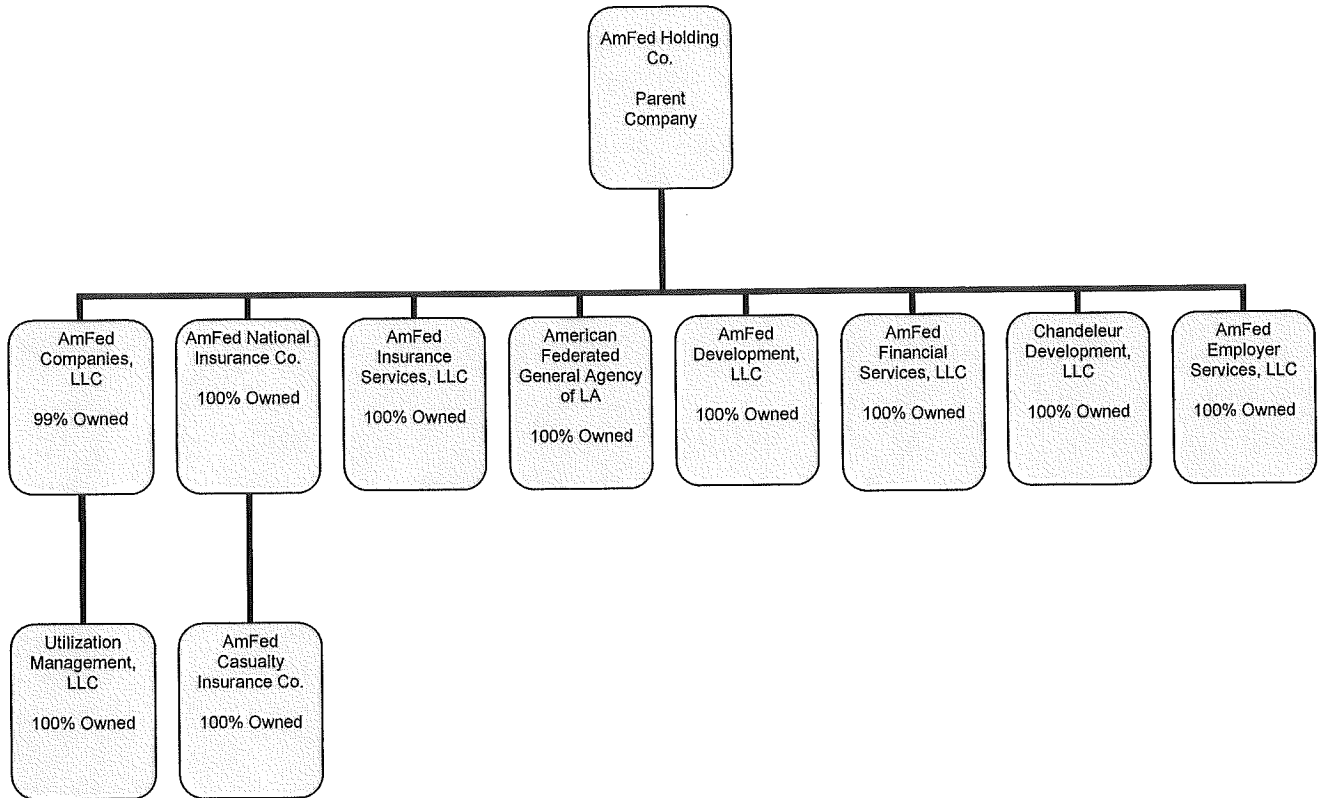 AmFed Holding
Co.
Parent
Company
AmFed
Companies,
LLC
99% Owned
AmFed National
Insurance Co.
100% Owned
AmFed
Insurance
Services, LLC
100% Owned
American
Federated
General Agency
of LA
100% Owned
AmFed
Development,
LLC
100% Owned
AmFed
Financial
Services, LLC
100% Owned
Chandeleur
Development,
LLC
100% Owned
AmFed
Employer
Services, LLC
100% Owned
Utilization
Management,
LLC
100% Owned
AmFed
Casualty
Insurance Co.
100% Owned